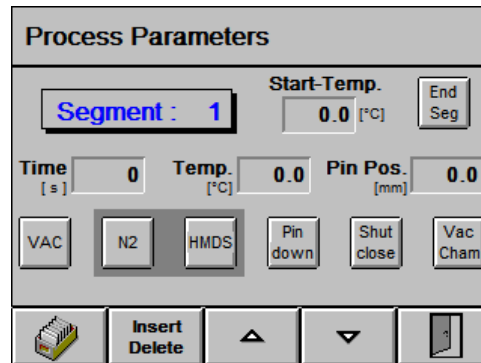 Process Parameters
Start-Temp.
Segment : 1
0.0 [°C]
End
Seg
Time
[ s ]
0
Temp.
[°C]
0.0
Pin Pos.
[mm]
0.0
VAC
N2
HMDS
Pin
down
Shut
close
Vac
Cham
Insert
Delete